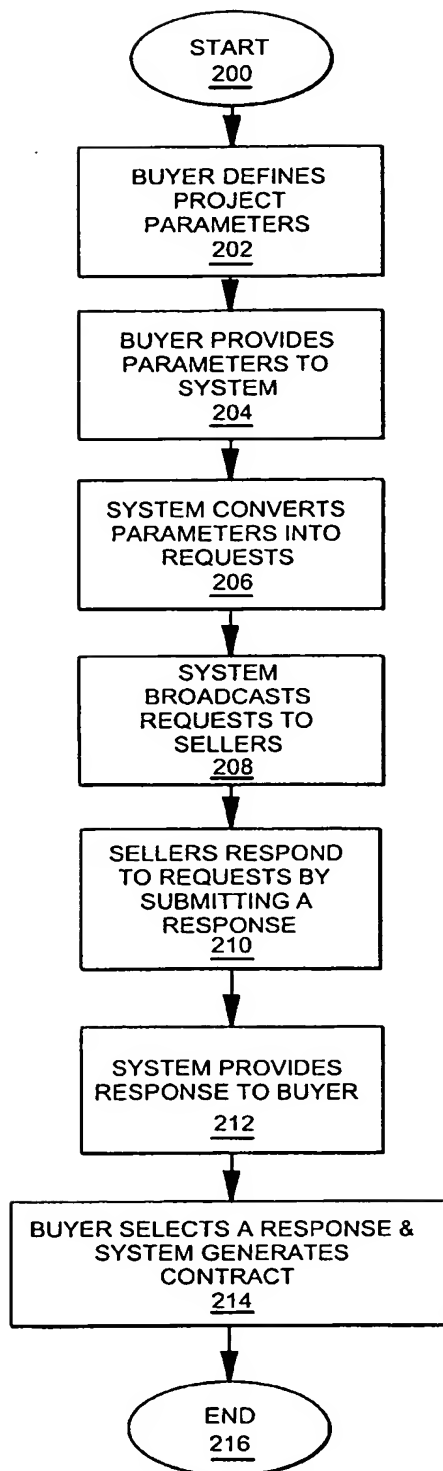 START
200
BUYER DEFINES
PROJECT
PARAMETERS
202
BUYER PROVIDES
PARAMETERS TO
SYSTEM
204
SYSTEM CONVERTS
PARAMETERS INTO
REQUESTS
206
SYSTEM
BROADCASTS
REQUESTS TO
SELLERS
208
SELLERS RESPOND
TO REQUESTS BY
SUBMITTING A
RESPONSE
210
SYSTEM PROVIDES
RESPONSE TO BUYER
212
BUYER SELECTS A RESPONSE &
SYSTEM GENERATES
CONTRACT
214
END
216